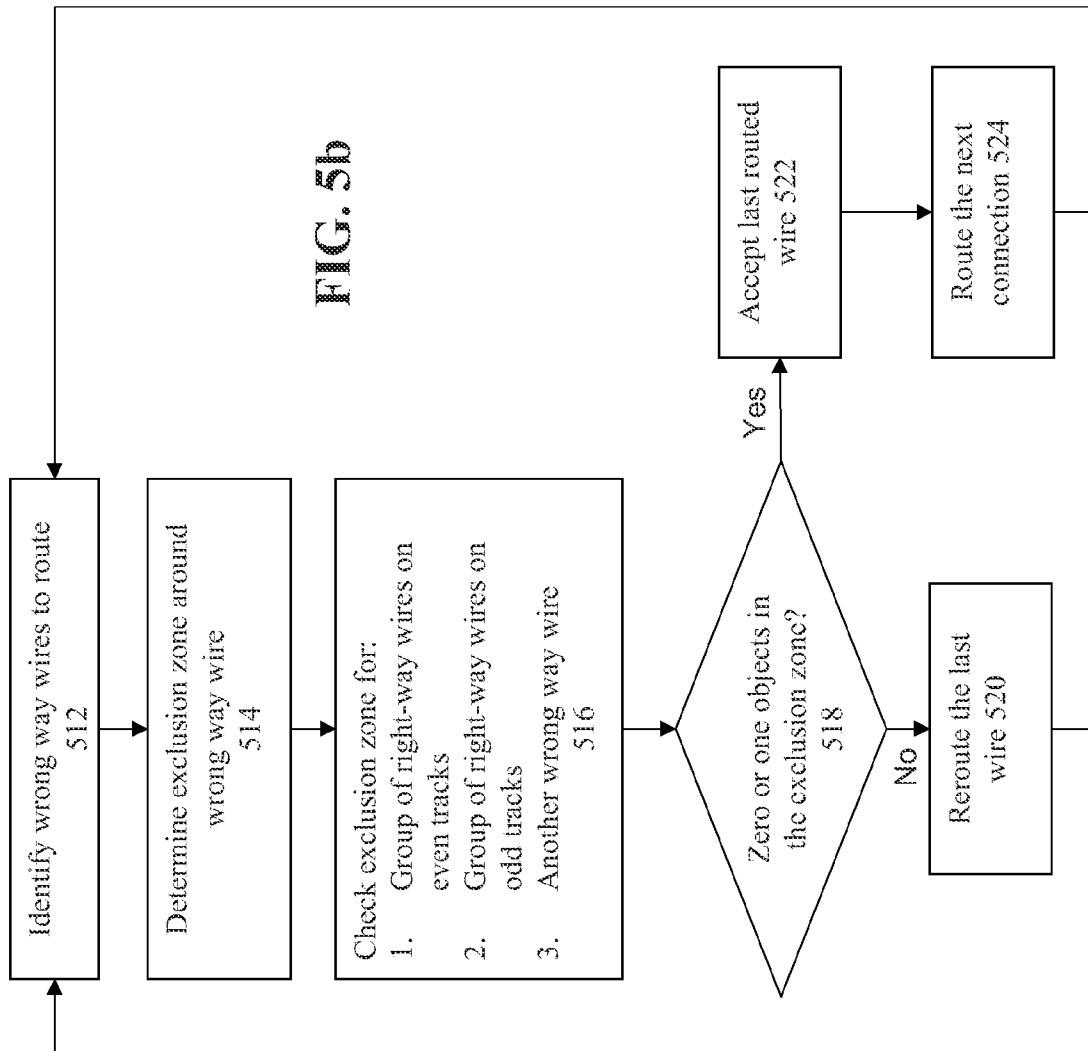 Identify wrong way wires to route
512
Determine exclusion zone around
wrong way wire
514
Check exclusion zone for:
1. Group of right-way wires on
even tracks
2. Group of right-way wires on
odd tracks
3. Another wrong way wire
516
Zero or one objects in
the exclusion zone?
518
No
Reroute the last
wire 520
Yes
Accept last routed
wire 522
Route the next
connection 524
FIG. 5b